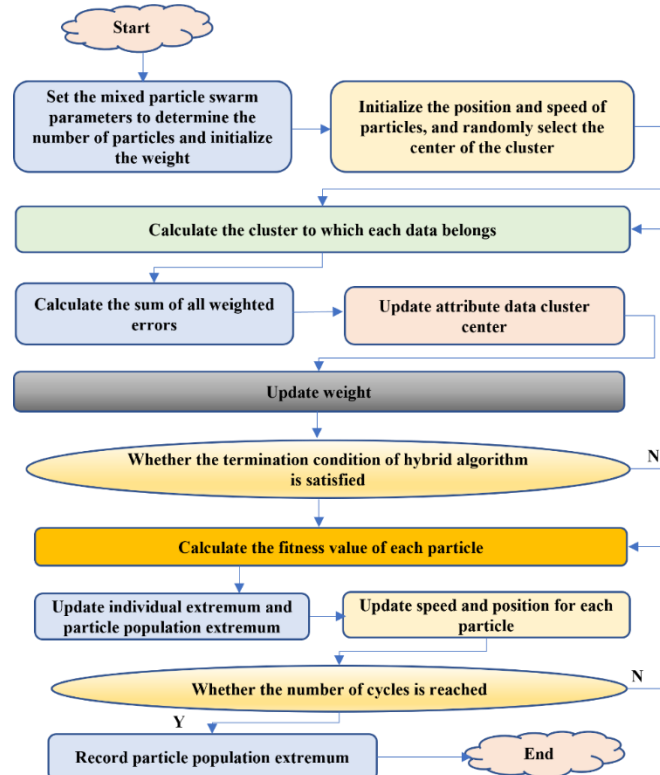 Start
Set the mixed particle swarm
parameters to determine the
number of particles and initialize
the weight
Initialize the position and speed of
particles, and randomly select the
center of the cluster
Calculate the cluster to which each data belongs
Calculate the sum of all weighted
errors
Update attribute data cluster
center
Update weight
Whether the termination condition of hybrid algorithm
is satisfied
N
Calculate the fitness value of each particle
Update individual extremum and
particle population extremum
Update speed and position for each
particle
Whether the number of cycles is reached
N
Y
Record particle population extremum
End